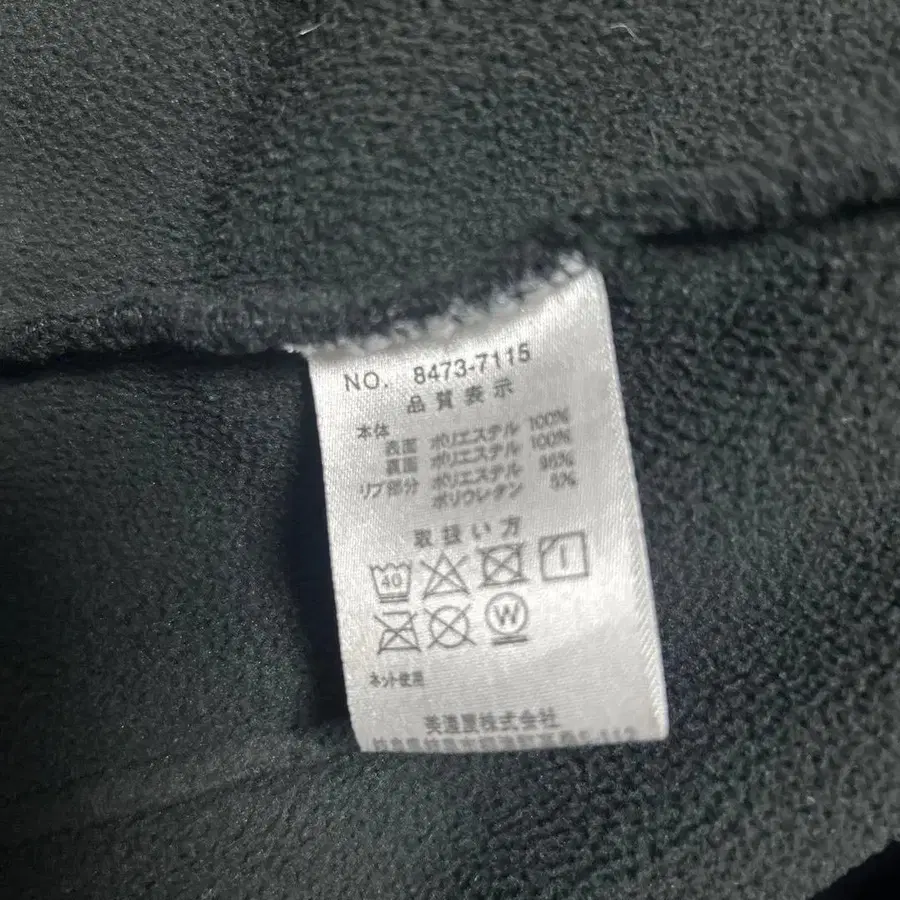 NO. 8473-7115
品質表示
本体
表面 ポリエステル 100%
裏面 ポリエステル 100%
リブ部分 ポリエステル 95%
ポリウレタン 5%
取扱い方
40
W
ネット使用
株式会社